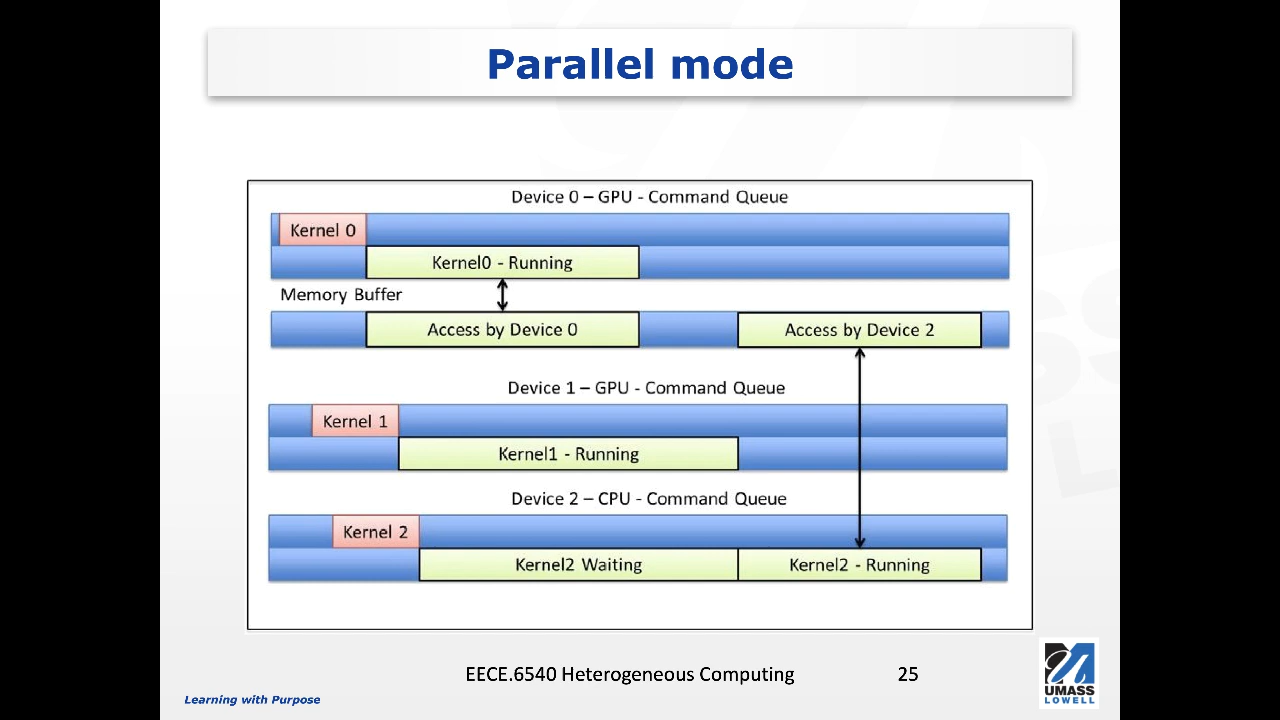 Parallel mode
Device 0 – GPU - Command Queue
Kernel 0
Kernel0 - Running
Memory Buffer
Access by Device 0
Access by Device 2
Device 1 – GPU - Command Queue
Kernel 1
Kernel1 - Running
Device 2 – CPU - Command Queue
Kernel 2
Kernel2 Waiting
Kernel2 - Running
EECE.6540 Heterogeneous Computing
25
Learning with Purpose
UMASS
LOWELL